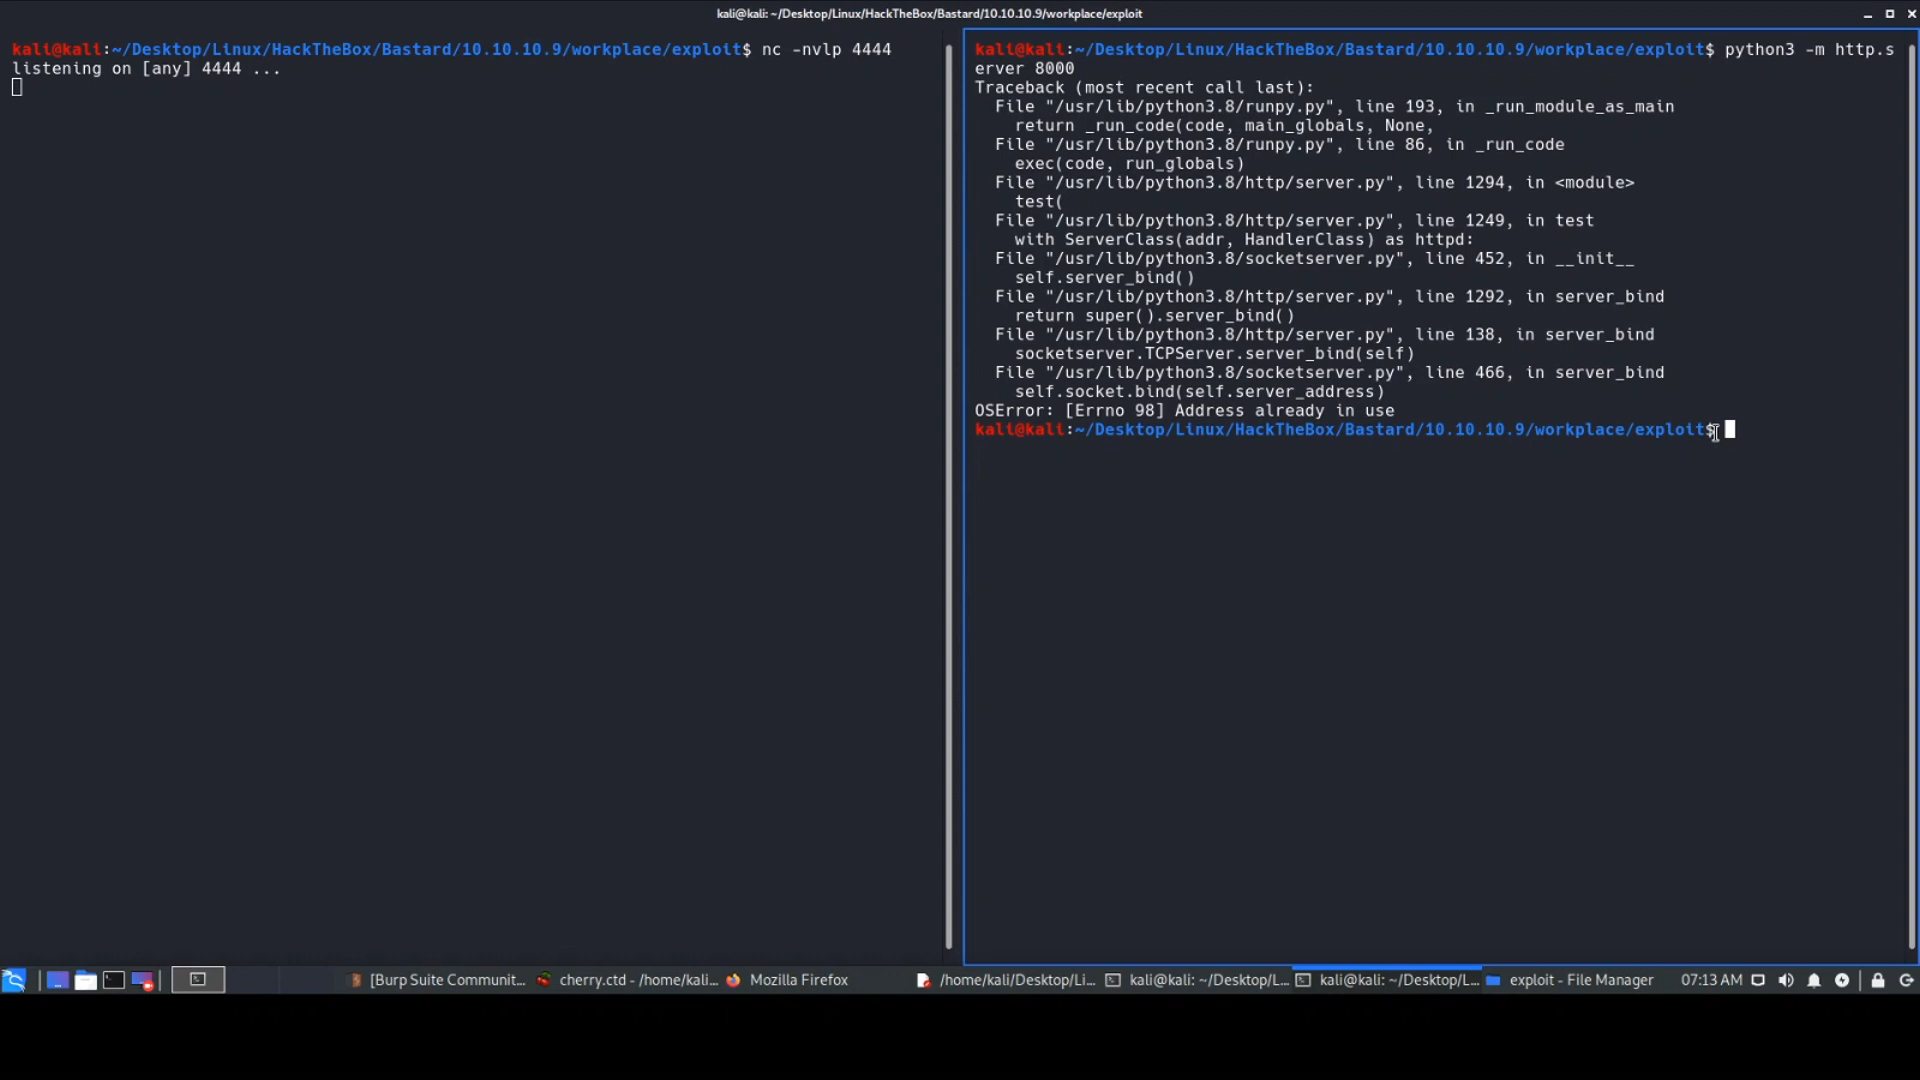 kali@kali: ~/Desktop/Linux/HackTheBox/Bastard/10.10.10.9/workplace/exploit
kali@kali:~/Desktop/Linux/HackTheBox/Bastard/10.10.10.9/workplace/exploit$ nc -nvlp 4444
listening on [any] 4444 ...
kali@kali:~/Desktop/Linux/HackTheBox/Bastard/10.10.10.9/workplace/exploit$ python3 -m http.s
erver 8000
Traceback (most recent call last):
  File "/usr/lib/python3.8/runpy.py", line 193, in _run_module_as_main
    return _run_code(code, main_globals, None,
  File "/usr/lib/python3.8/runpy.py", line 86, in _run_code
    exec(code, run_globals)
  File "/usr/lib/python3.8/http/server.py", line 1294, in <module>
    test(
  File "/usr/lib/python3.8/http/server.py", line 1249, in test
    with ServerClass(addr, HandlerClass) as httpd:
  File "/usr/lib/python3.8/socketserver.py", line 452, in __init__
    self.server_bind()
  File "/usr/lib/python3.8/http/server.py", line 1292, in server_bind
    return super().server_bind()
  File "/usr/lib/python3.8/http/server.py", line 138, in server_bind
    socketserver.TCPServer.server_bind(self)
  File "/usr/lib/python3.8/socketserver.py", line 466, in server_bind
    self.socket.bind(self.server_address)
OSError: [Errno 98] Address already in use
kali@kali:~/Desktop/Linux/HackTheBox/Bastard/10.10.10.9/workplace/exploit$
[Burp Suite Communit... cherry.ctd - /home/kali... Mozilla Firefox /home/kali/Desktop/Li... kali@kali: ~/Desktop/L... kali@kali: ~/Desktop/L... exploit - File Manager 07:13 AM